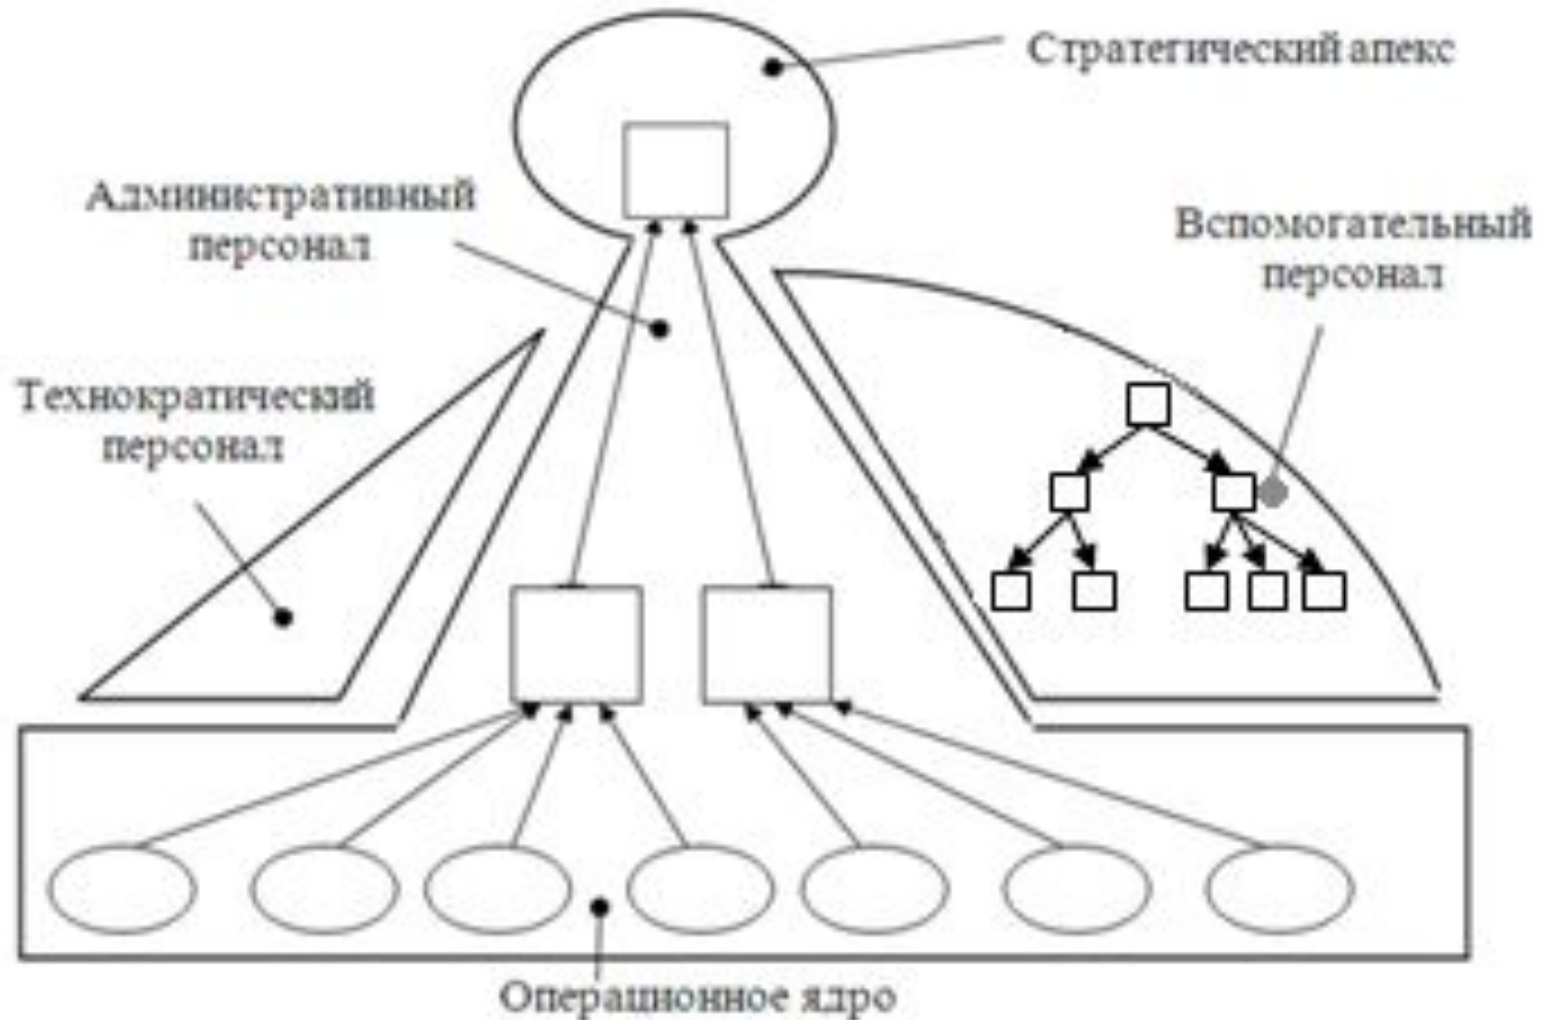 Стратегический апекс
Административный
персонал
Вспомогательный
персонал
Технократический
персонал
Операционное ядро